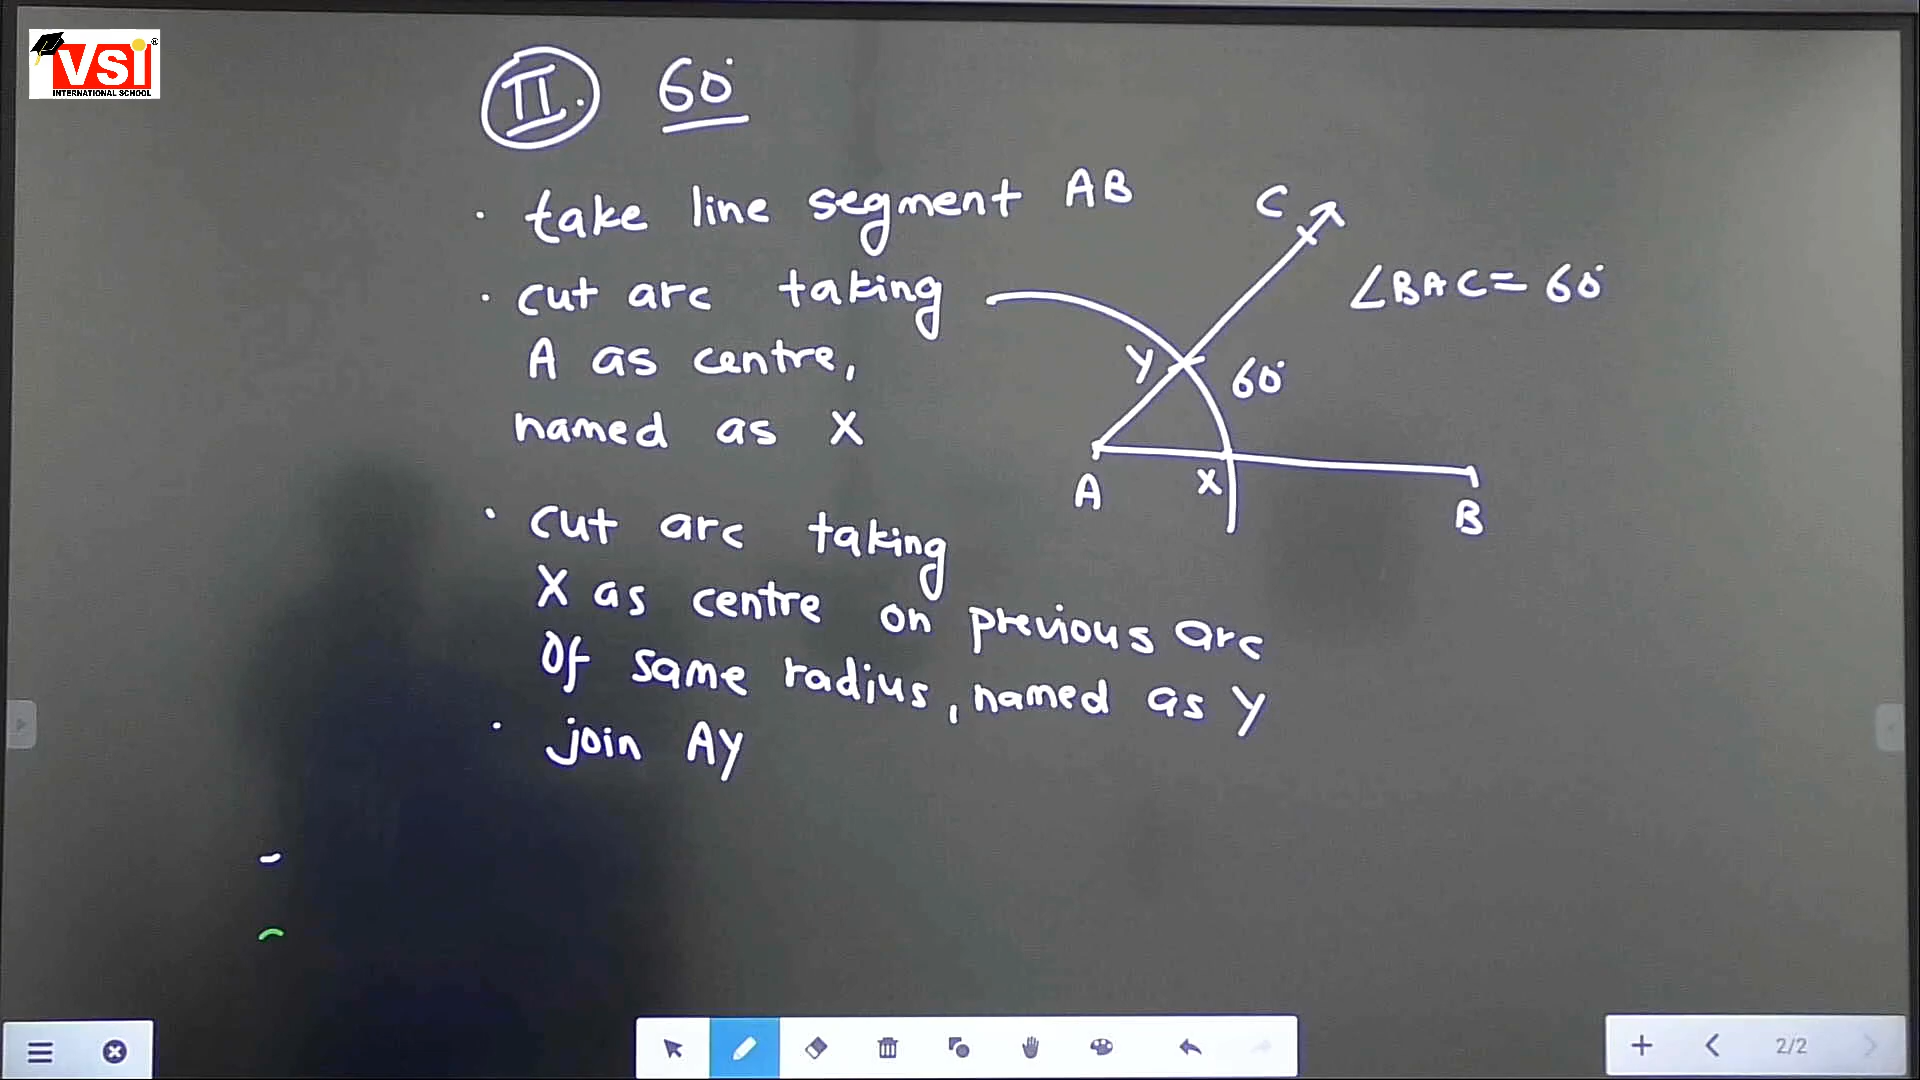 VSI
INTERNATIONAL SCHOOL
II. 60°
· take line segment AB
· cut arc taking
A as centre,
named as X
· cut arc taking
X as centre on previous arc
of same radius, named as Y
· join AY
C
∠BAC = 60°
Y 60°
A X B
2/2